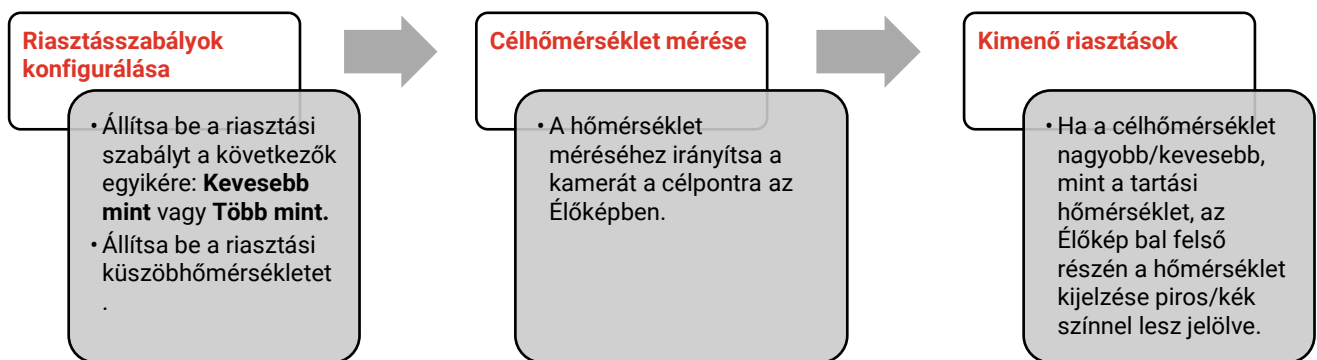 Riasztásszabályok
konfigurálása
• Állítsa be a riasztási
szabályt a következők
egyikére: Kevesebb
mint vagy Több mint.
• Állítsa be a riasztási
küszöbhőmérsékletet
.
Célhőmérséklet mérése
• A hőmérséklet
méréséhez irányítsa a
kamerát a célpontra az
Élőképben.
Kimenő riasztások
• Ha a célhőmérséklet
nagyobb/kevesebb,
mint a tartási
hőmérséklet, az
Élőkép bal felső
részén a hőmérséklet
kijelzése piros/kék
színnel lesz jelölve.